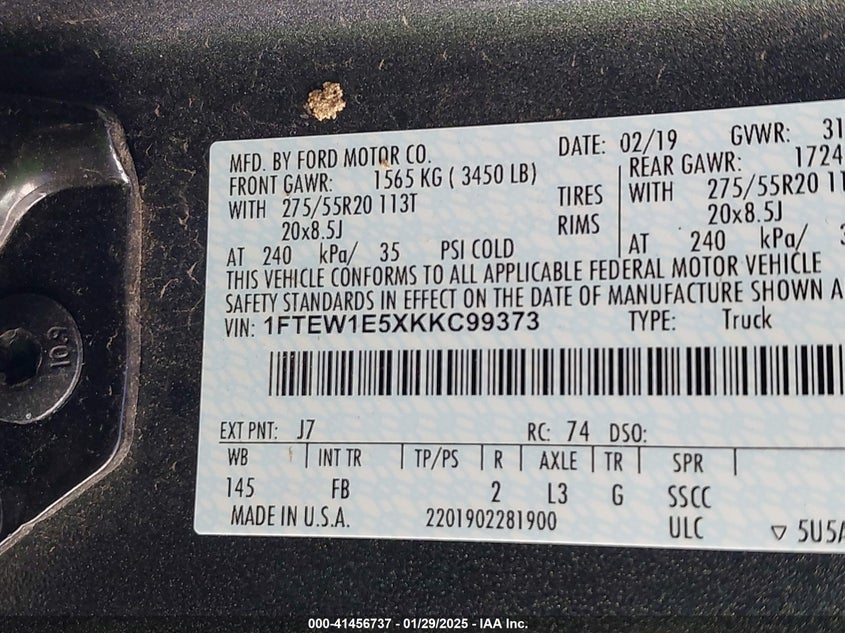 MFD. BY FORD MOTOR CO. DATE: 02/19 GVWR: 31
FRONT GAWR: 1565 KG ( 3450 LB) REAR GAWR: 1724
WITH 275/55R20 113T TIRES WITH 275/55R20 11
20x8.5J RIMS 20x8.5J
AT 240 kPa/ 35 PSI COLD AT 240 kPa/
THIS VEHICLE CONFORMS TO ALL APPLICABLE FEDERAL MOTOR VEHICLE
SAFETY STANDARDS IN EFFECT ON THE DATE OF MANUFACTURE SHOWN A
VIN: 1FTEW1E5XKKC99373 TYPE: Truck
EXT PNT: J7 RC: 74 DSO:
WB INT TR TP/PS R AXLE TR SPR
145 FB 2 L3 G SSCC
MADE IN U.S.A. 2201902281900 ULC ▽ 5U5A
10.9
000-41456737 - 01/29/2025 - IAA Inc.